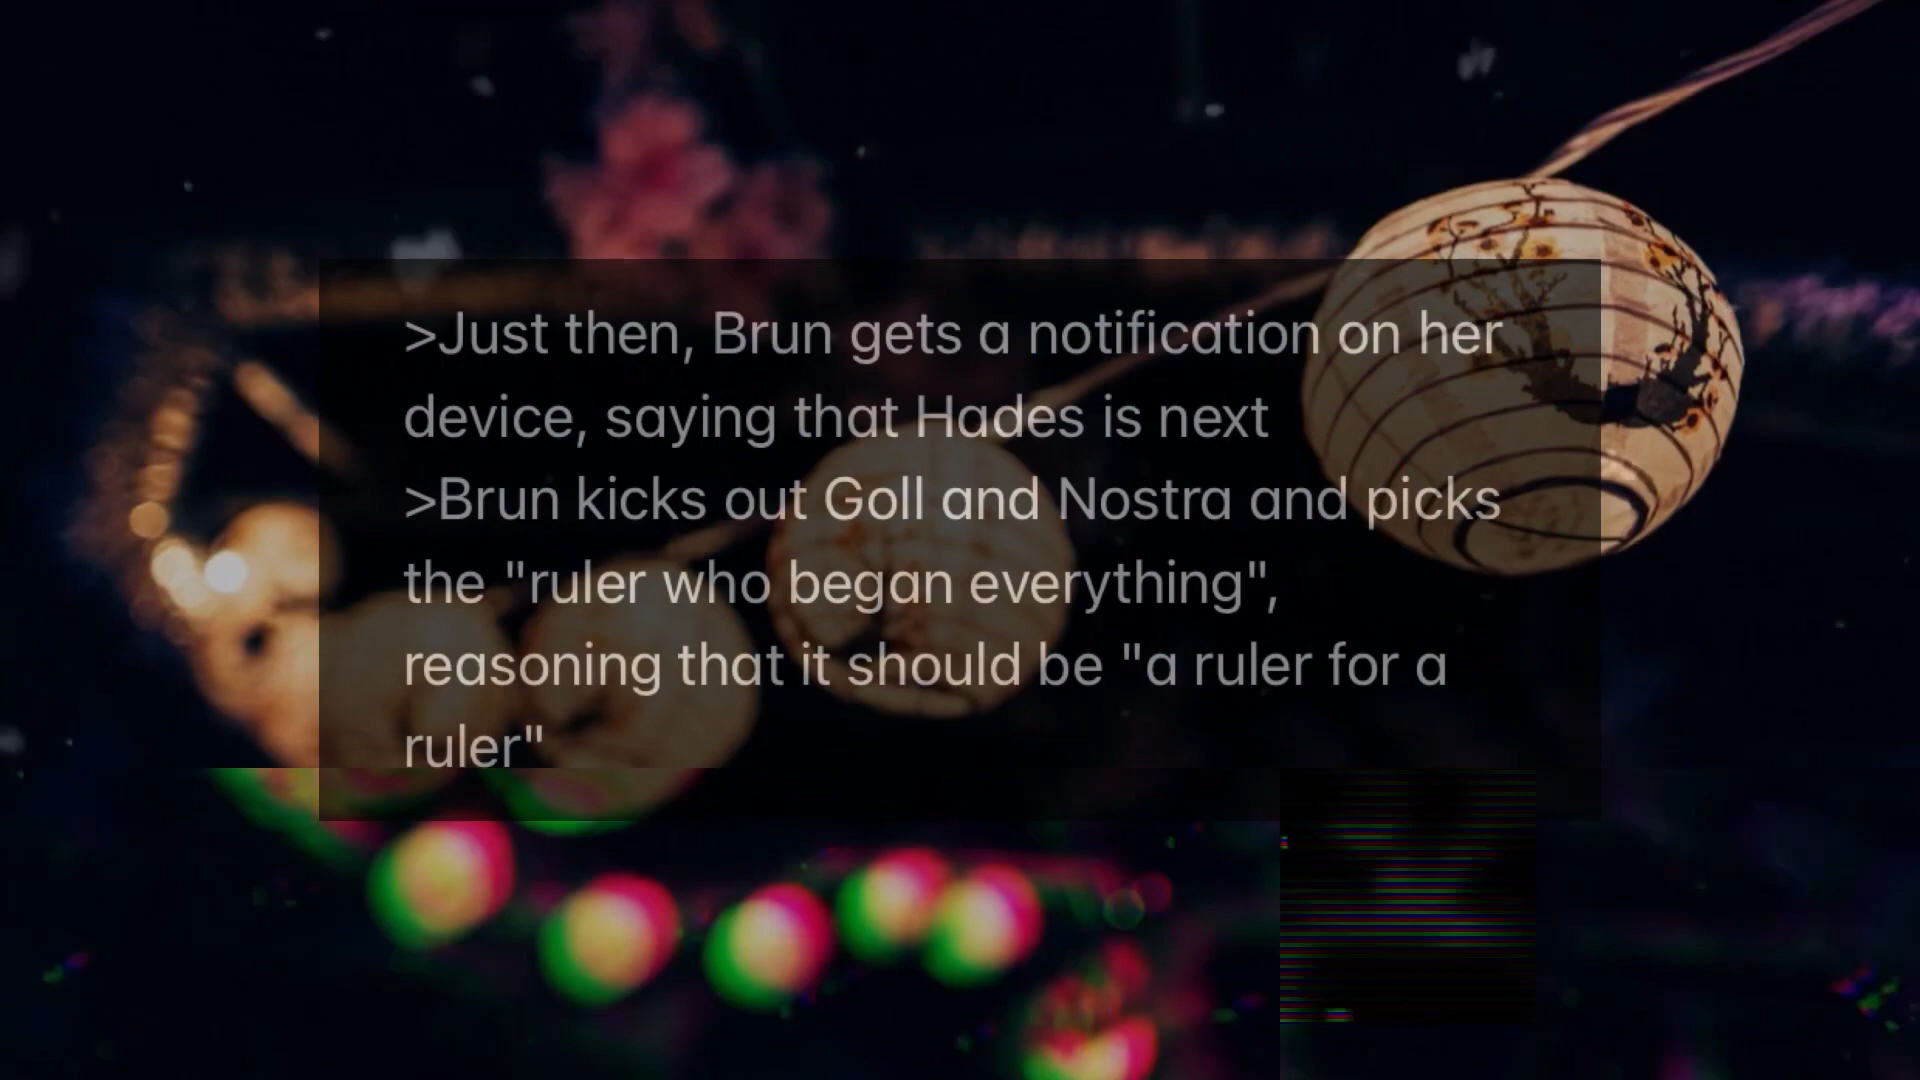 >Just then, Brun gets a notification on her
device, saying that Hades is next
>Brun kicks out Goll and Nostra and picks
the "ruler who began everything",
reasoning that it should be "a ruler for a
ruler"